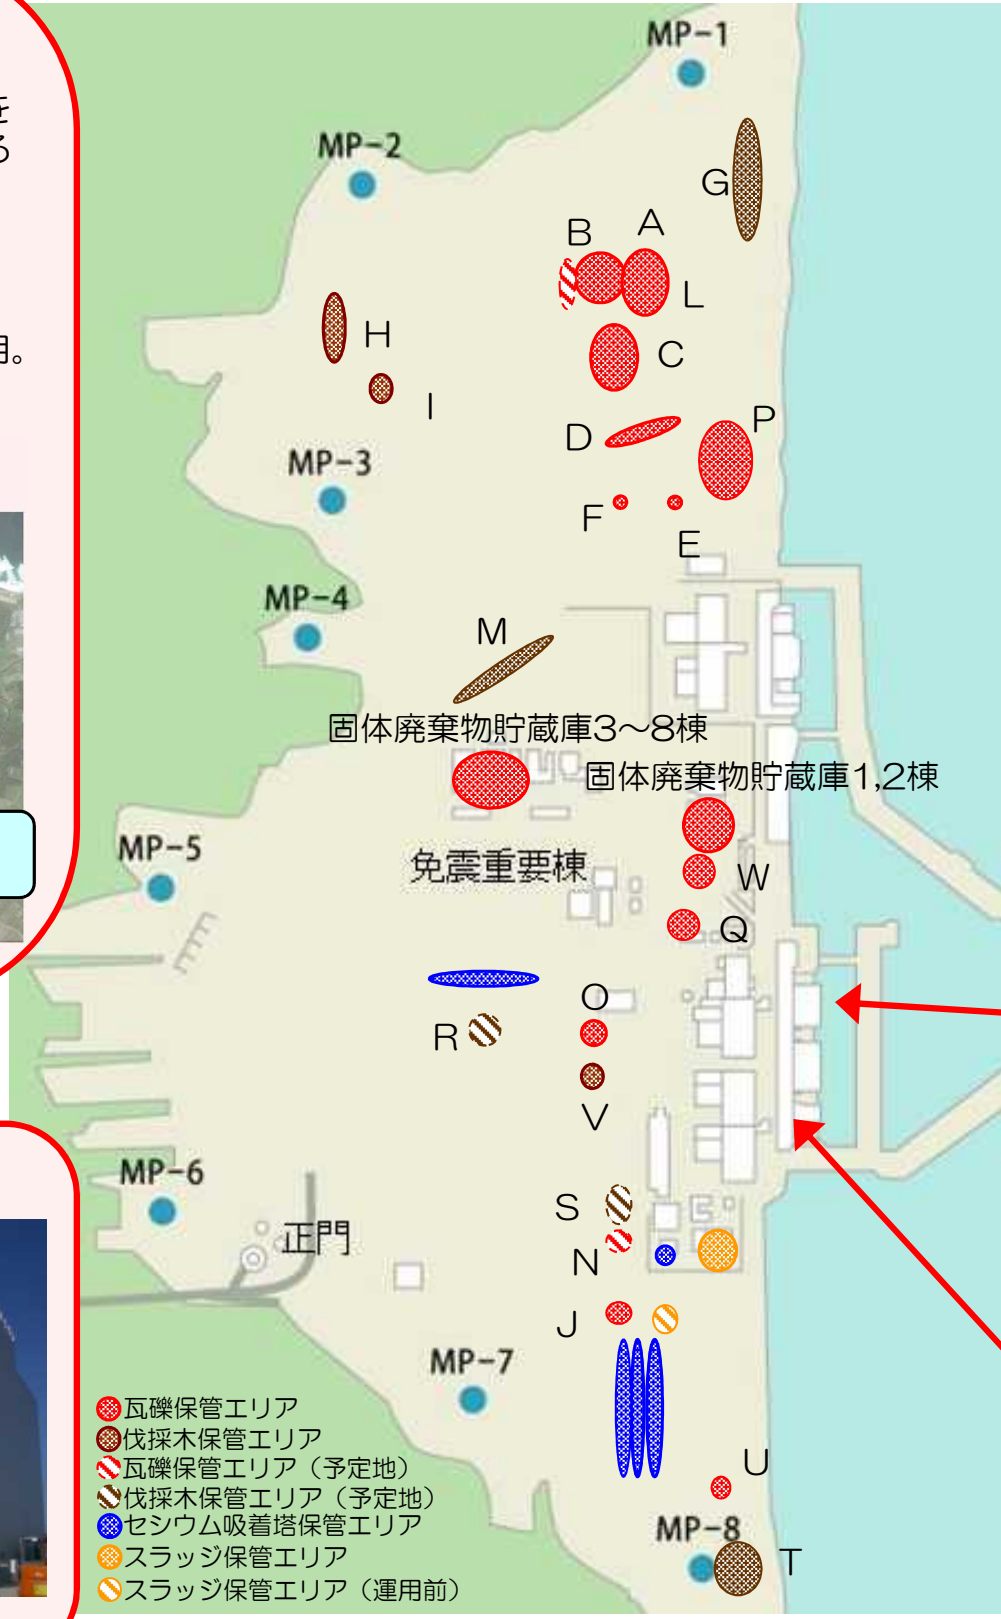 を
る
用。
MP-1
MP-2
G
A
B
L
H
C
I
P
D
MP-3
F
E
MP-4
M
固体廃棄物貯蔵庫3～8棟
固体廃棄物貯蔵庫1,2棟
MP-5
免震重要棟
W
Q
O
R
V
MP-6
S
正門
N
J
MP-7
瓦礫保管エリア
伐採木保管エリア
瓦礫保管エリア（予定地）
伐採木保管エリア（予定地）
セシウム吸着塔保管エリア
スラッジ保管エリア
スラッジ保管エリア（運用前）
U
MP-8
T